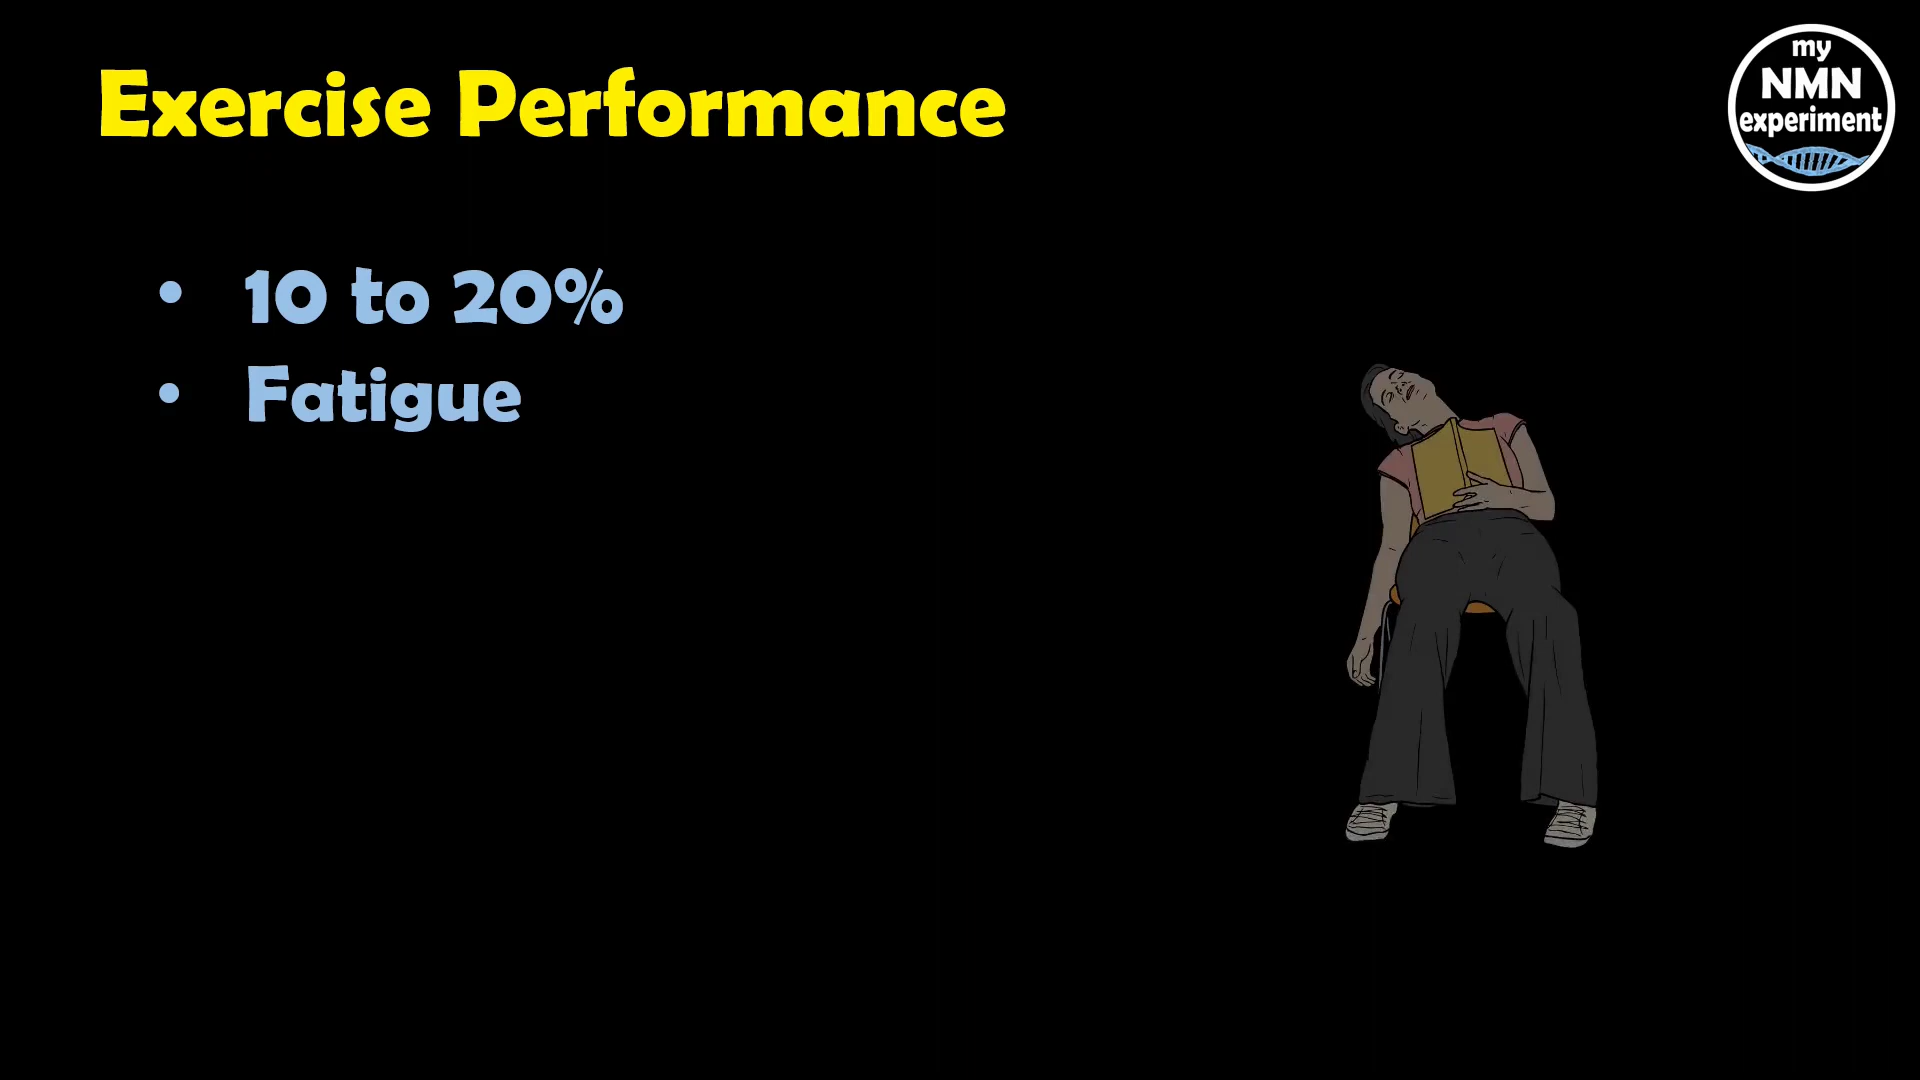 Exercise Performance
my
NMN
experiment
• 10 to 20%
• Fatigue